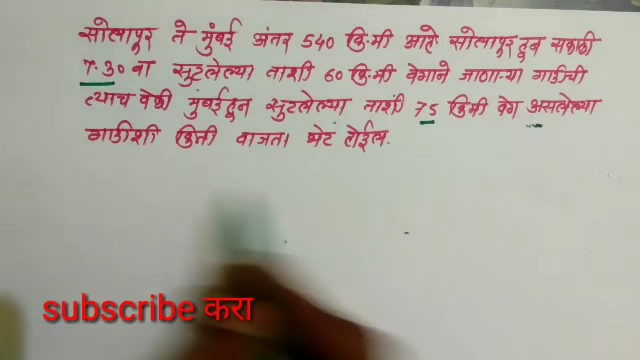 सोलापूर ते मुंबई अंतर 540 कि.मी आहे. सोलापूर हून सकाळी
7.30 वा सुटलेल्या ताशी 60 कि.मी वेगाने जाणाऱ्या गाडीची
त्याच वेळी मुंबईहून सुटलेल्या ताशी 75 किमी वेग असलेल्या
गाडीशी किती वाजता भेट होईल.
subscribe करा